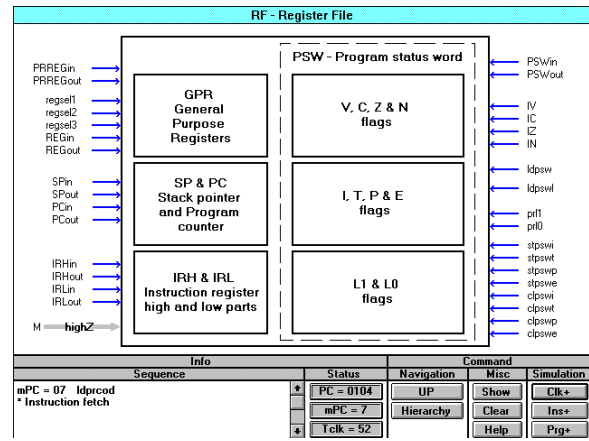 RF - Register File
PRREGin
PRREGout
regsel1
regsel2
regsel3
REGin
REGout
SPin
SPout
PCin
PCout
IRHin
IRHout
IRLin
IRLout
M highZ
GPR
General
Purpose
Registers
SP & PC
Stack pointer
and Program
counter
IRH & IRL
Instruction register
high and low parts
PSW - Program status word
V, C, Z & N
flags
I, T, P & E
flags
L1 & L0
flags
PSWin
PSWout
IV
IC
IZ
IN
ldpsw
ldpswl
prl1
prl0
stpswi
stpswt
stpswp
stpswe
clpswi
clpswt
clpswp
clpswe
Info
Command
Sequence
Status
Navigation
Misc
Simulation
mPC = 07 ldprcod
* Instruction fetch
PC = 0104
mPC = 7
Tclk = 52
UP
Hierarchy
Show
Clear
Help
Clk+
Ins+
Prg+